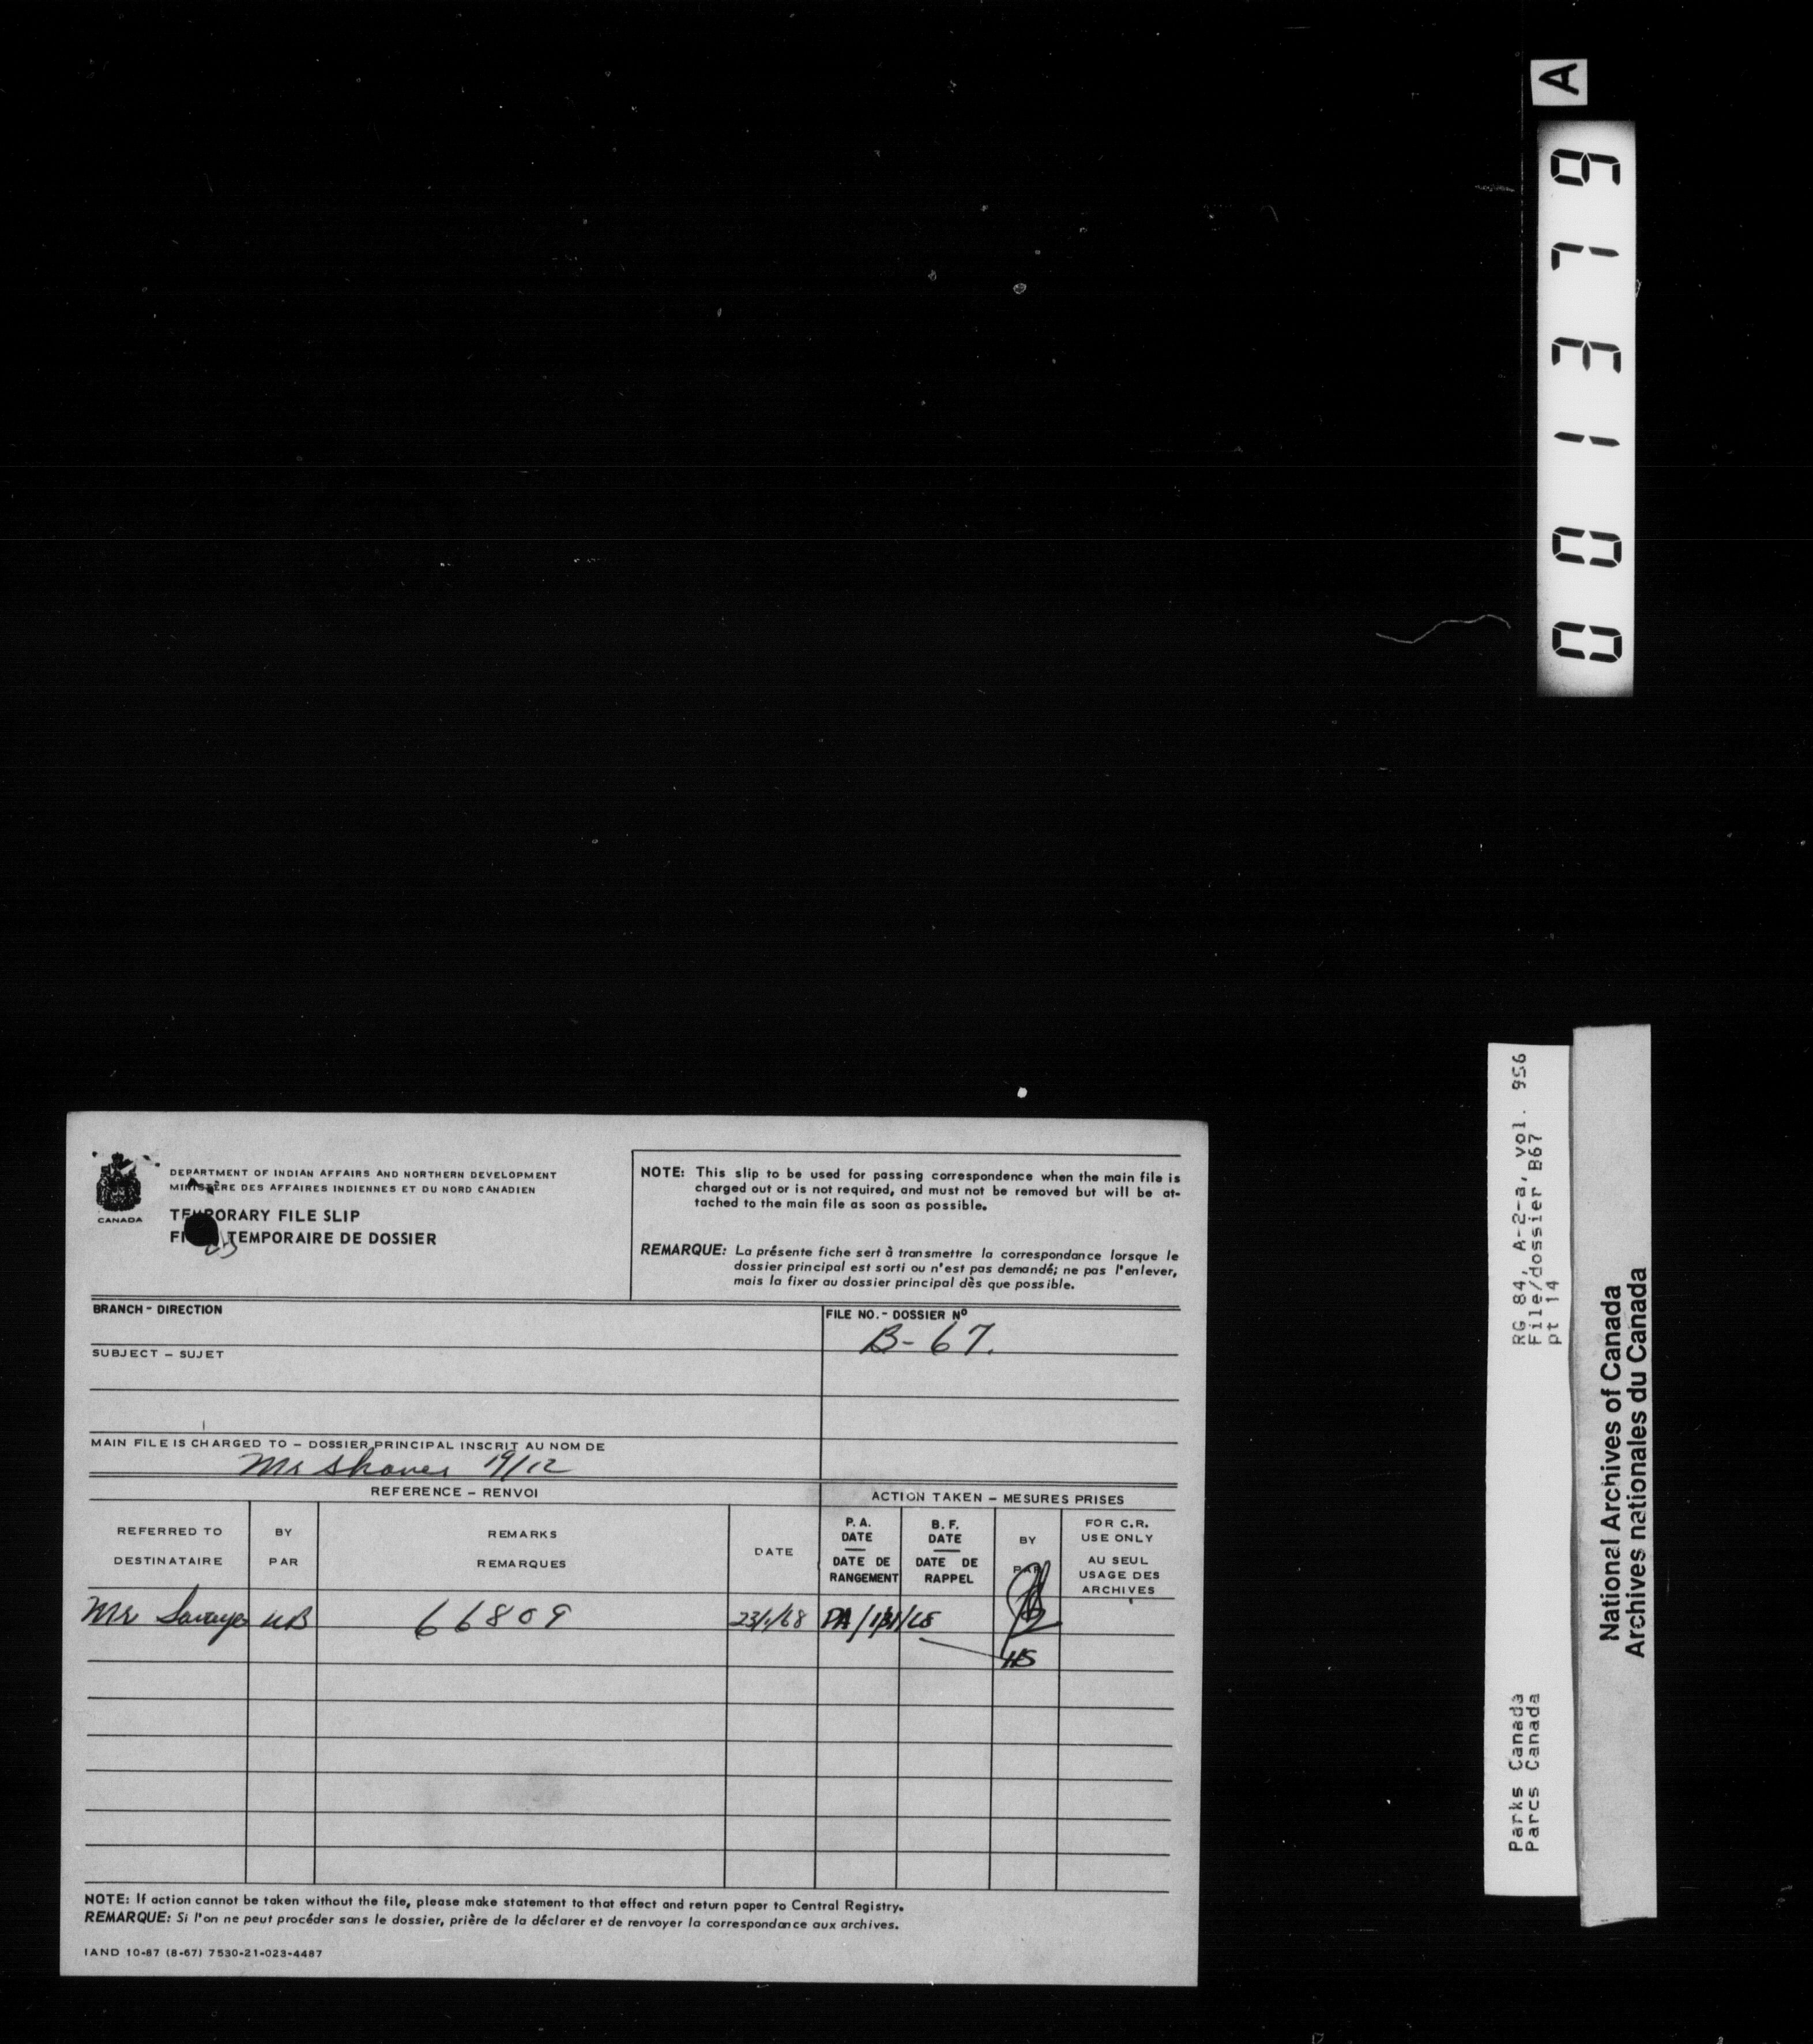 A
001376
DEPARTMENT OF INDIAN AFFAIRS AND NORTHERN DEVELOPMENT
MINISTÈRE DES AFFAIRES INDIENNES ET DU NORD CANADIEN
CANADA
TEMPORARY FILE SLIP
TEMPORAIRE DE DOSSIER
NOTE: This slip to be used for passing correspondence when the main file is
charged out or is not required, and must not be removed but will be at-
tached to the main file as soon as possible.
REMARQUE: La présente fiche sert à transmettre la correspondance lorsque le
dossier principal est sorti ou n'est pas demandé; ne pas l'enlever,
mais la fixer au dossier principal dès que possible.
BRANCH - DIRECTION
FILE NO. - DOSSIER Nº
B-67.
SUBJECT - SUJET
MAIN FILE IS CHARGED TO - DOSSIER PRINCIPAL INSCRIT AU NOM DE
Mr 19/12
REFERENCE - RENVOI
ACTION TAKEN - MESURES PRISES
REFERRED TO
DESTINATAIRE
BY
PAR
REMARKS
REMARQUES
DATE
P. A.
DATE
DATE DE
RANGEMENT
B. F.
DATE
DATE DE
RAPPEL
BY
PAR
FOR C.R.
USE ONLY
AU SEUL
USAGE DES
ARCHIVES
Mr 66809 23/1/68 PA
HS
NOTE: If action cannot be taken without the file, please make statement to that effect and return paper to Central Registry.
REMARQUE: Si l'on ne peut procéder sans le dossier, prière de la déclarer et de renvoyer la correspondance aux archives.
IAND 10-87 (8-67) 7530-21-023-4487
RG 84, A-2-a, vol. 956
File/dossier B67
pt 14
Parks Canada
Parcs Canada
National Archives of Canada
Archives nationales du Canada